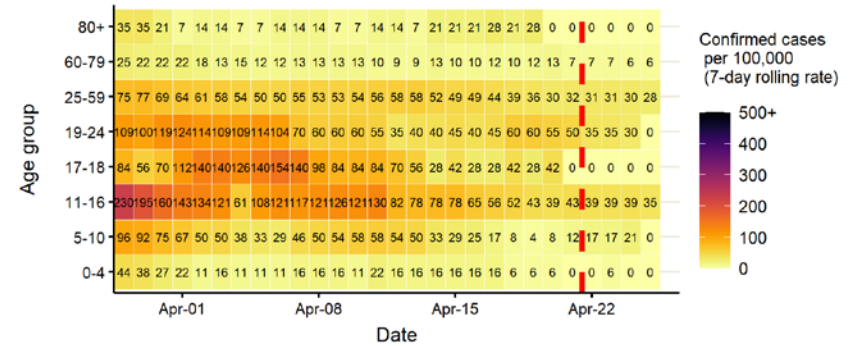 80+ 35 35 21 7 14 14 7 7 14 14 14 7 7 14 14 7 21 21 21 28 21 28 0 0 0 0 0 0
60-79 25 22 22 22 18 13 15 12 12 13 13 13 13 10 9 9 13 10 10 12 10 12 13 7 7 7 6 6
25-59 75 77 69 64 61 58 54 50 50 55 53 53 54 56 58 58 52 49 49 44 39 36 30 32 31 31 30 28
19-24 109 100 119 124 114 109 109 114 104 70 60 60 60 55 35 40 40 45 40 45 60 60 55 50 35 35 30 0
17-18 84 56 70 112 140 140 126 140 154 140 98 84 84 84 70 56 28 42 28 28 42 28 42 0 0 0 0 0
11-16 230 195 160 143 134 121 61 108 121 117 121 126 121 130 82 78 78 78 65 56 52 43 39 43 39 39 39 35
5-10 96 92 75 67 50 50 38 33 29 46 50 54 58 58 54 50 33 29 25 17 8 4 8 12 17 17 21 0
0-4 44 38 27 22 11 16 11 11 11 16 16 16 11 22 16 16 16 16 16 16 6 6 6 0 0 6 0 0
Age group
Apr-01 Apr-08 Apr-15 Apr-22
Date
Confirmed cases
per 100,000
(7-day rolling rate)
500+
400
300
200
100
0